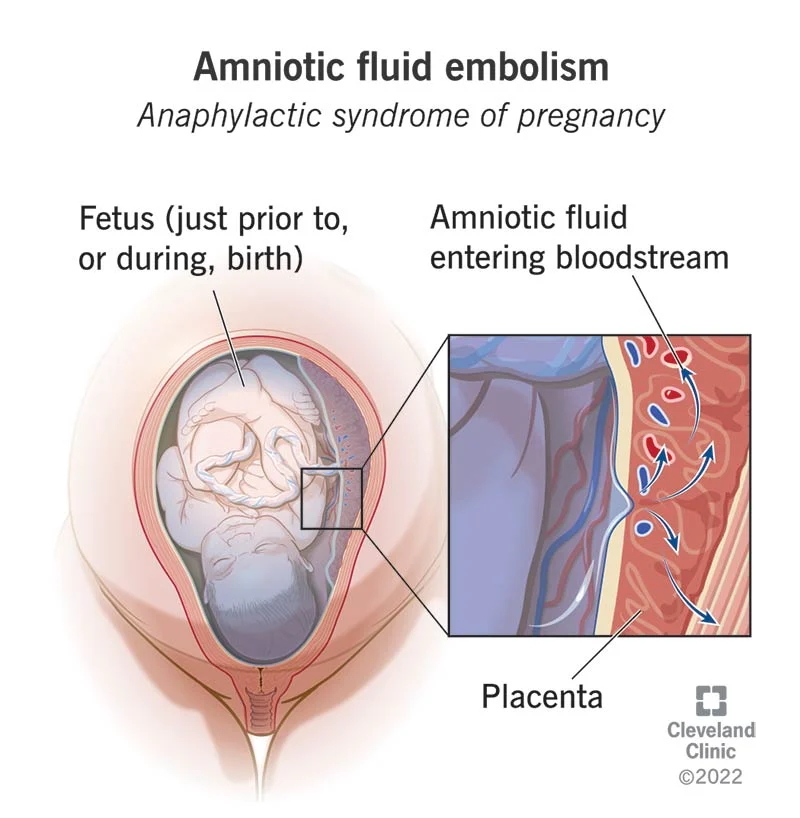 Amniotic fluid embolism
Anaphylactic syndrome of pregnancy
Fetus (just prior to,
or during, birth)
Amniotic fluid
entering bloodstream
Placenta
Cleveland
Clinic
©2022